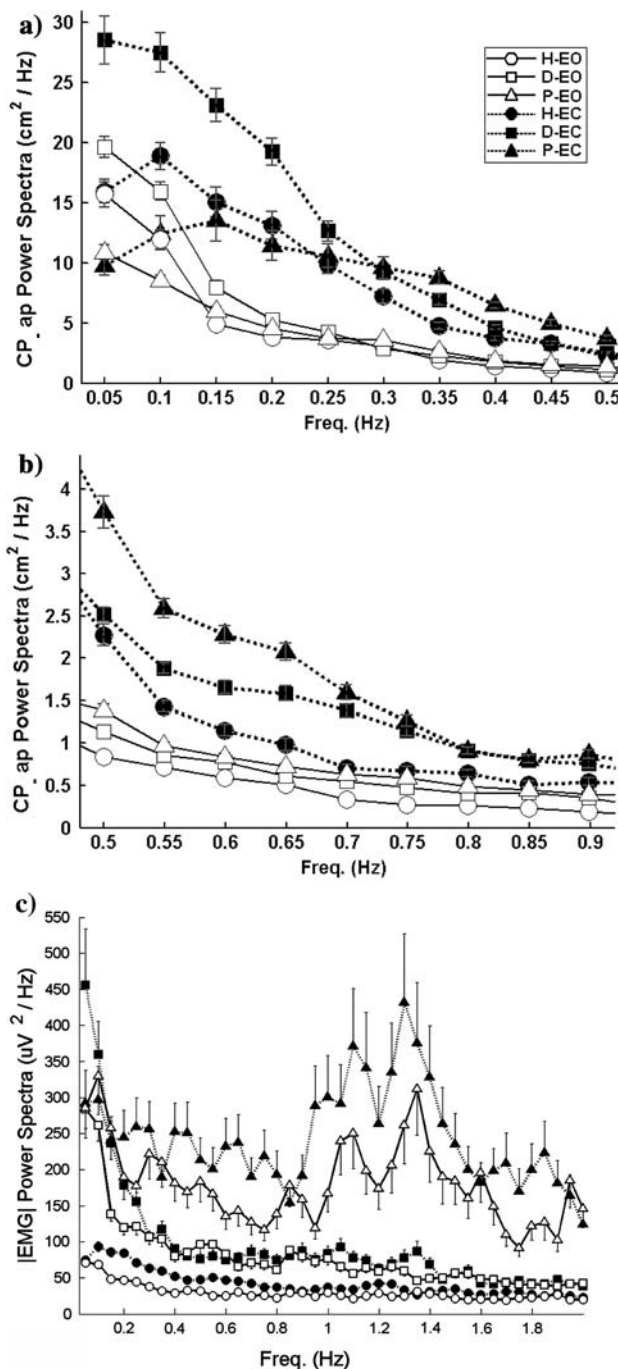 a)
CP_ ap Power Spectra (cm² / Hz)
30
25
20
15
10
5
0
H-EO
D-EO
P-EO
H-EC
D-EC
P-EC
0.05 0.1 0.15 0.2 0.25 0.3 0.35 0.4 0.45 0.5
Freq. (Hz)
b)
CP_ ap Power Spectra (cm² / Hz)
4
3.5
3
2.5
2
1.5
1
0.5
0
0.5 0.55 0.6 0.65 0.7 0.75 0.8 0.85 0.9
Freq. (Hz)
c)
|EMG| Power Spectra (uV ² / Hz)
550
500
450
400
350
300
250
200
150
100
50
0
0.2 0.4 0.6 0.8 1 1.2 1.4 1.6 1.8
Freq. (Hz)